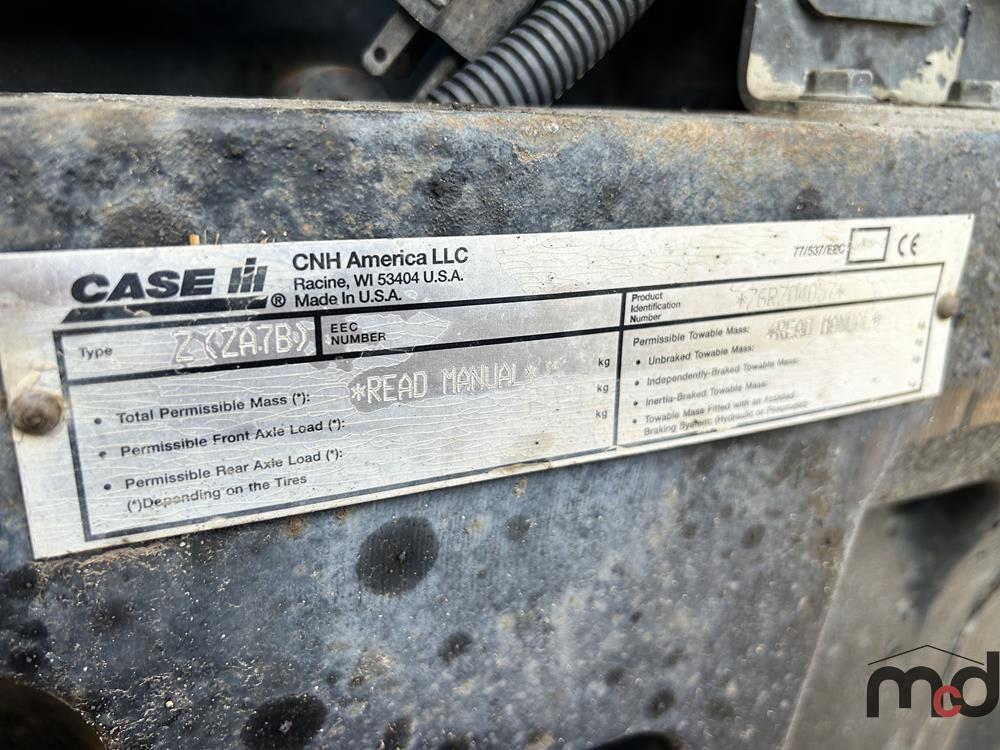 CASE IH ®
CNH America LLC
Racine, WI 53404 U.S.A.
Made In U.S.A.
77/537/EEC
CE
Type
Z(ZA7B)
EEC
NUMBER
Product
Identification
Number
• Total Permissible Mass (*):
*READ MANUAL*
kg
• Permissible Front Axle Load (*):
kg
• Permissible Rear Axle Load (*):
kg
(*)Depending on the Tires
Permissible Towable Mass:
*READ MANUAL*
• Unbraked Towable Mass:
kg
• Independently-Braked Towable Mass:
kg
• Inertia-Braked Towable Mass:
kg
• Towable Mass Fitted with an Assisted
Braking System: (Hydraulic or Pneumatic)
mcd